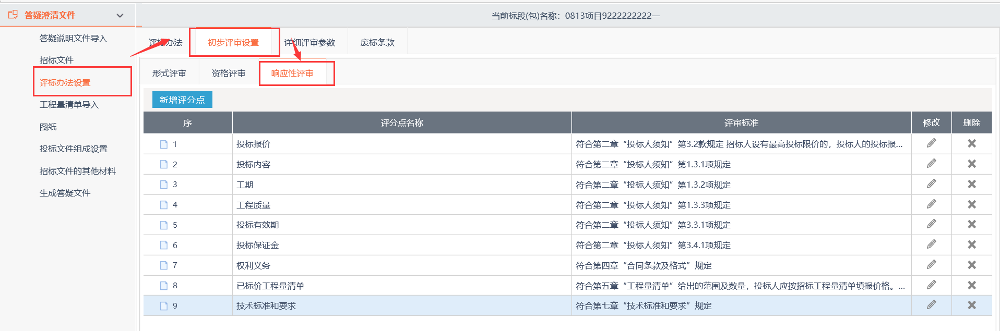 答疑澄清文件
当前标段(包)名称：0813项目9222222222一
答疑说明文件导入
招标文件
评标办法设置
工程量清单导入
图纸
投标文件组成设置
招标文件的其他材料
生成答疑文件
评标办法 初步评审设置 详细评审参数 废标条款
形式评审 资格评审 响应性评审
新增评分点
序 评分点名称 评审标准 修改 删除
1 投标报价 符合第二章“投标人须知”第3.2款规定 招标人设有最高投标限价的，投标人的投标报...
2 投标内容 符合第二章“投标人须知”第1.3.1项规定
3 工期 符合第二章“投标人须知”第1.3.2项规定
4 工程质量 符合第二章“投标人须知”第1.3.3项规定
5 投标有效期 符合第二章“投标人须知”第3.3.1项规定
6 投标保证金 符合第二章“投标人须知”第3.4.1项规定
7 权利义务 符合第四章“合同条款及格式”规定
8 已标价工程量清单 符合第五章“工程量清单”给出的范围及数量，投标人应按招标工程量清单填报价格。...
9 技术标准和要求 符合第七章“技术标准和要求”规定